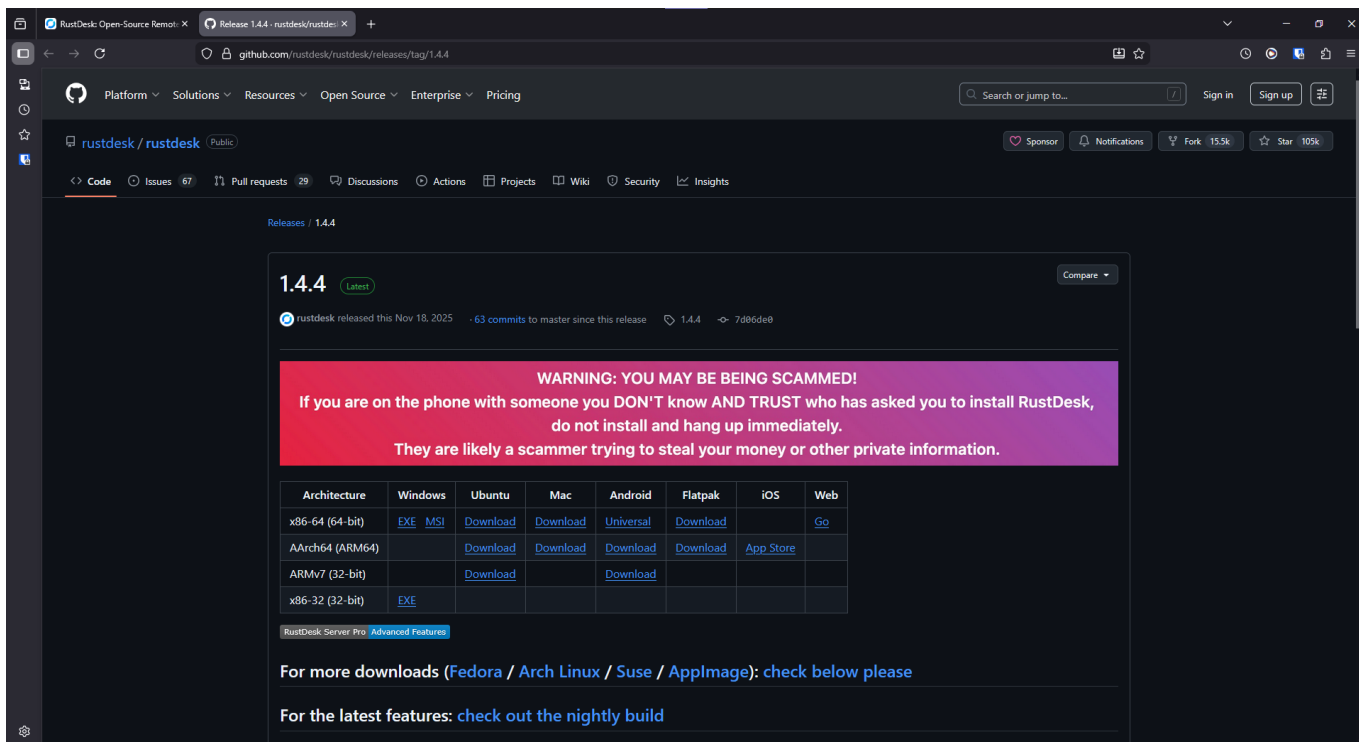 RustDesk: Open-Source Remot
Release 1.4.4 · rustdesk/rustdes
github.com/rustdesk/rustdesk/releases/tag/1.4.4
Platform Solutions Resources Open Source Enterprise Pricing
Search or jump to... / Sign in Sign up
rustdesk / rustdesk Public
Sponsor Notifications Fork 15.5k Star 105k
Code Issues 67 Pull requests 29 Discussions Actions Projects Wiki Security Insights
Releases / 1.4.4
1.4.4 Latest
Compare
rustdesk released this Nov 18, 2025 · 63 commits to master since this release 1.4.4 7d06de0
WARNING: YOU MAY BE BEING SCAMMED!
If you are on the phone with someone you DON'T know AND TRUST who has asked you to install RustDesk,
do not install and hang up immediately.
They are likely a scammer trying to steal your money or other private information.
Architecture Windows Ubuntu Mac Android Flatpak iOS Web
x86-64 (64-bit) EXE MSI Download Download Universal Download Go
AArch64 (ARM64) Download Download Download Download App Store
ARMv7 (32-bit) Download Download
x86-32 (32-bit) EXE
RustDesk Server Pro Advanced Features
For more downloads (Fedora / Arch Linux / Suse / AppImage): check below please
For the latest features: check out the nightly build